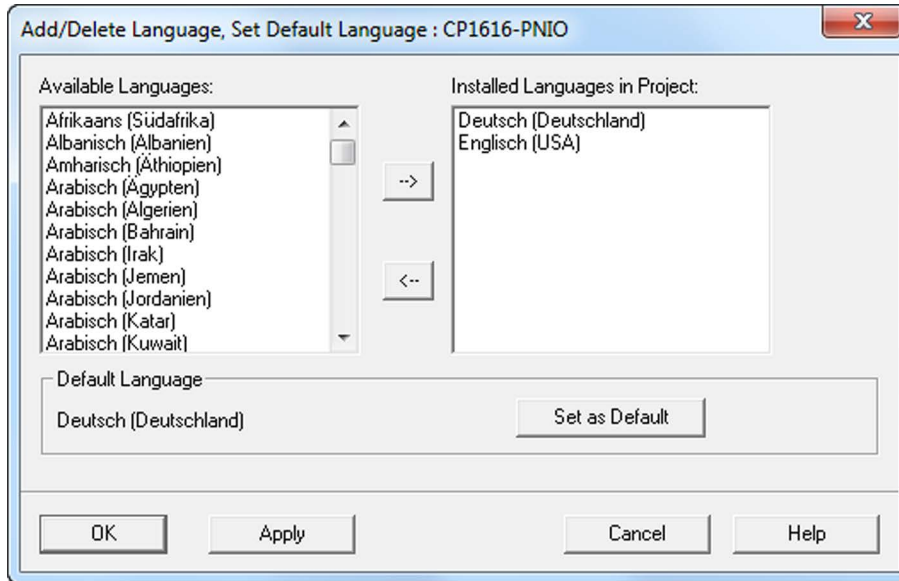 Add/Delete Language, Set Default Language : CP1616-PNIO
Available Languages:
Afrikaans (Südafrika)
Albanisch (Albanien)
Amharisch (Äthiopien)
Arabisch (Ägypten)
Arabisch (Algerien)
Arabisch (Bahrain)
Arabisch (Irak)
Arabisch (Jemen)
Arabisch (Jordanien)
Arabisch (Katar)
Arabisch (Kuwait)
-->
<--
Installed Languages in Project:
Deutsch (Deutschland)
Englisch (USA)
Default Language
Deutsch (Deutschland)
Set as Default
OK
Apply
Cancel
Help